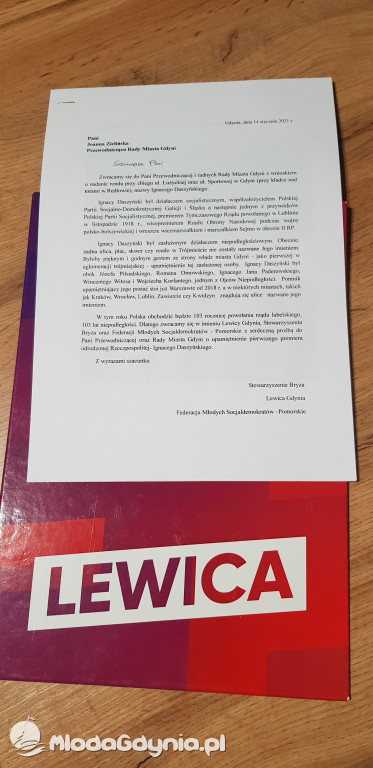 Gdynia, dnia 14 stycznia 2021 r.
Pani
Joanna Zielińska
Przewodnicząca Rady Miasta Gdyni
Szanowna Pani
Zwracamy się do Pani Przewodniczącej i radnych Rady Miasta Gdyni z wnioskiem
o nadanie rondu przy zbiegu ul. Łużyckiej oraz ul. Sportowej w Gdyni (przy kładce nad
torami w Redłowie), nazwy Ignacego Daszyńskiego.
Ignacy Daszyński był działaczem socjalistycznym, współzałożycielem Polskiej
Partii Socjalno-Demokratycznej Galicji i Śląska a następnie jednym z przywódców
Polskiej Partii Socjalistycznej, premierem Tymczasowego Rządu powołanego w Lublinie
w listopadzie 1918 r., wicepremierem Rządu Obrony Narodowej podczas wojny
polsko-bolszewickiej i wreszcie wicemarszałkiem i marszałkiem Sejmu w okresie II RP.
Ignacy Daszyński był zasłużonym działaczem niepodległościowym. Obecnie,
żadna ulica, plac, skwer czy rondo w Trójmieście nie zostały nazwane Jego imieniem.
Byłoby pięknym i godnym gestem ze strony władz miasta Gdyni - jako pierwszej w
aglomeracji trójmiejskiej - upamiętnienie tej zasłużonej osoby. Ignacy Daszyński był
obok Józefa Piłsudskiego, Romana Dmowskiego, Ignacego Jana Paderewskiego,
Wincentego Witosa i Wojciecha Korfantego, jednym z Ojców Niepodległości. Pomnik
upamiętniający jego postać stoi już Warszawie od 2018 r, a w niektórych miastach, takich
jak Kraków, Wrocław, Lublin, Zawiercie czy Kwidzyn znajdują się ulice nazwane jego
imieniem.
W tym roku Polska obchodzić będzie 103 rocznicę powołania rządu lubelskiego,
103 lat niepodległości. Dlatego zwracamy się w imieniu Lewicy Gdynia, Stowarzyszenia
Bryza oraz Federacji Młodych Socjaldemokratów - Pomorskie z serdeczną prośbą do
Pani Przewodniczącej oraz Rady Miasta Gdyni o upamiętnienie pierwszego premiera
odrodzonej Rzeczpospolitej- Ignacego Daszyńskiego.
Z wyrazami szacunku
Stowarzyszenie Bryza
Lewica Gdynia
Federacja Młodych Socjaldemokratów –Pomorskie
LEWICA
MlodaGdynia.pl